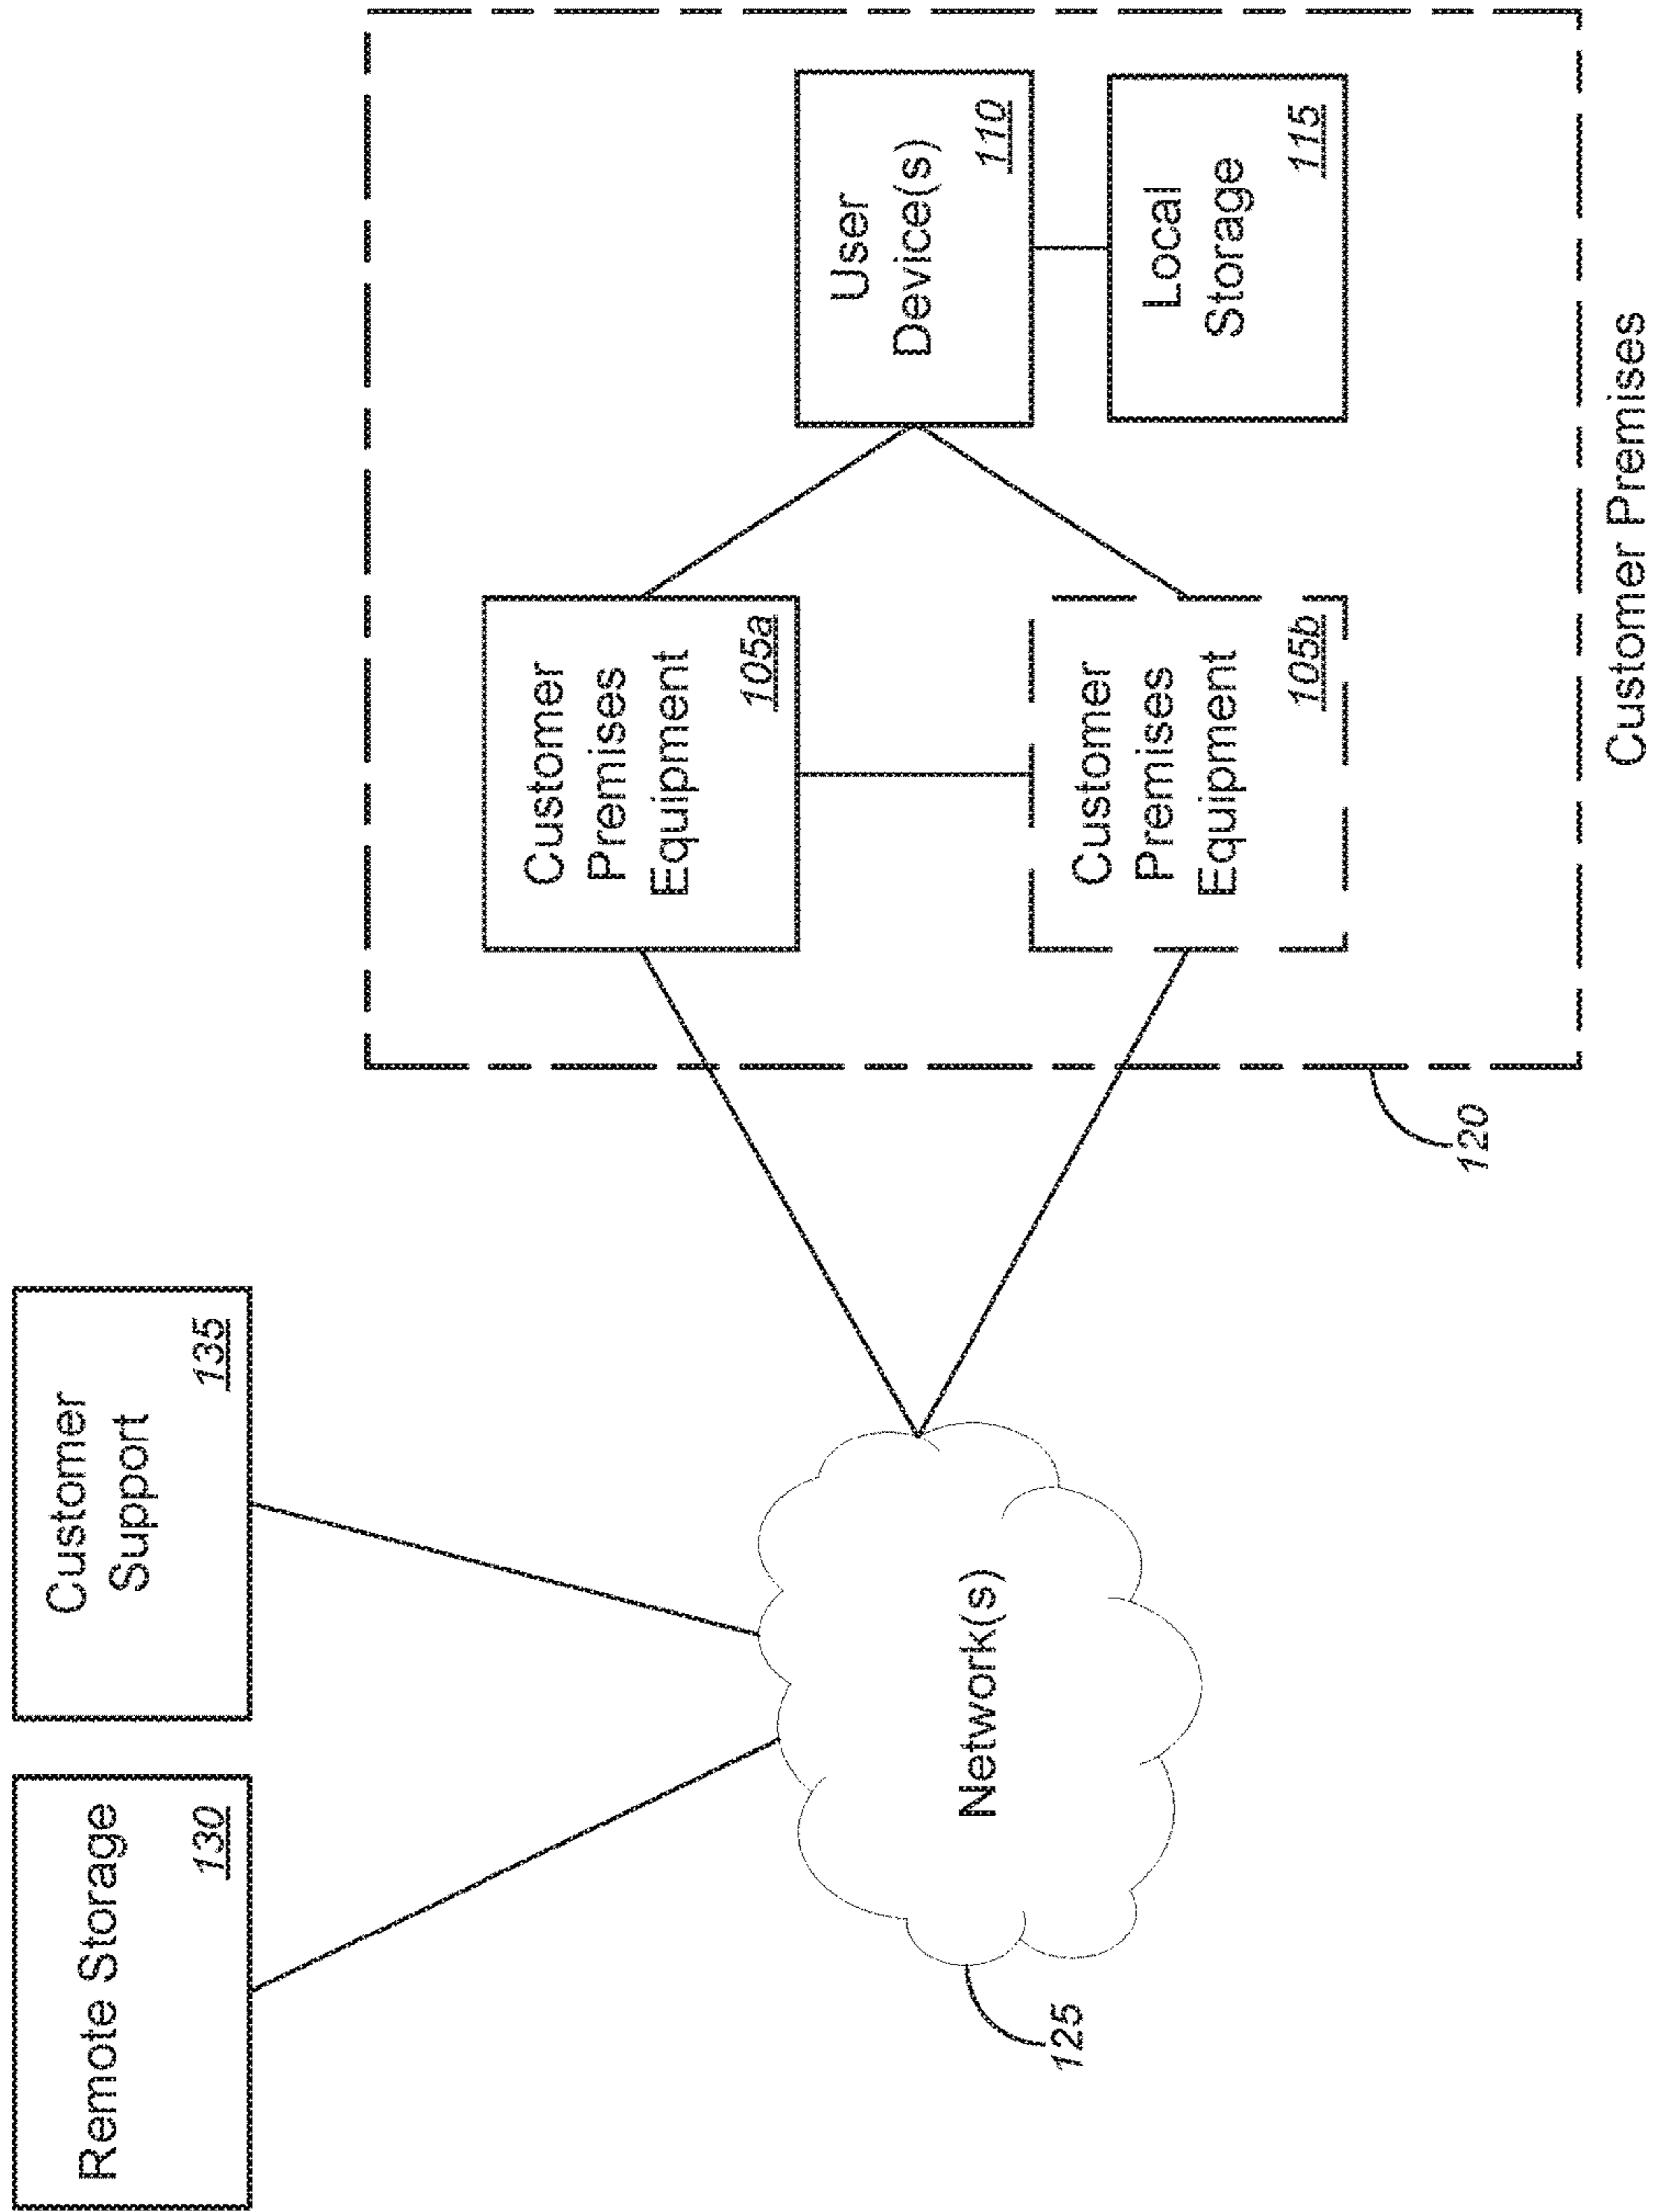 Remote Storage
130
Customer
Support
135
Network(s)
125
Customer
Premises
Equipment
105a
Customer
Premises
Equipment
105b
User
Device(s)
110
Local
Storage
115
120
Customer Premises